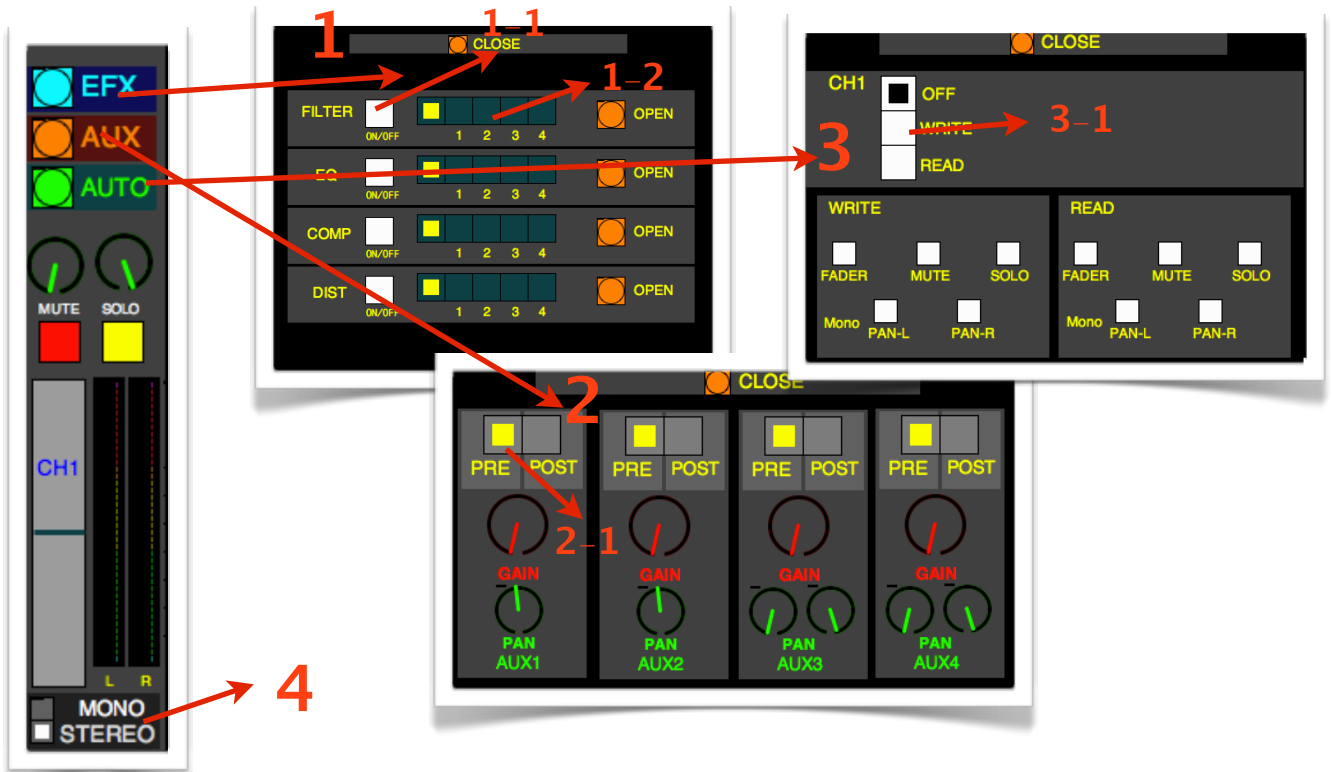 EFX
AUX
AUTO
MUTE SOLO
CH1
L R
MONO
STEREO
4
1
1-1
CLOSE
1-2
FILTER
ON/OFF
1 2 3 4
OPEN
EQ
ON/OFF
1 2 3 4
OPEN
COMP
ON/OFF
1 2 3 4
OPEN
DIST
ON/OFF
1 2 3 4
OPEN
CLOSE
2
PRE POST
PRE POST
PRE POST
PRE POST
2-1
GAIN
GAIN
GAIN
GAIN
PAN
PAN
PAN
PAN
AUX1
AUX2
AUX3
AUX4
CLOSE
CH1
OFF
WRITE
READ
3
3-1
WRITE
FADER MUTE SOLO
Mono PAN-L PAN-R
READ
FADER MUTE SOLO
Mono PAN-L PAN-R